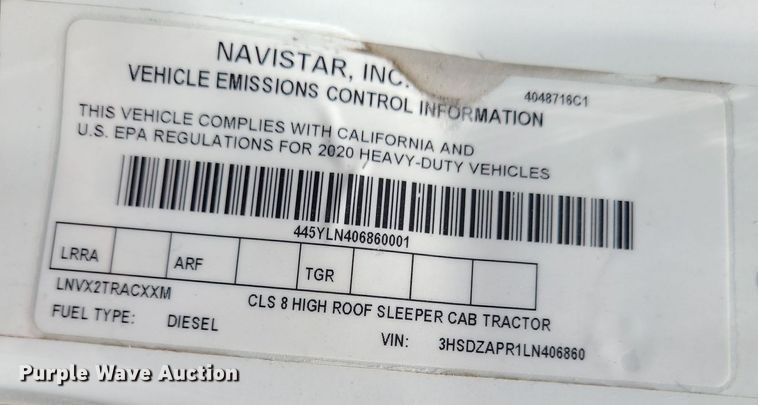 NAVISTAR, INC.
VEHICLE EMISSIONS CONTROL INFORMATION
4048716C1
THIS VEHICLE COMPLIES WITH CALIFORNIA AND
U.S. EPA REGULATIONS FOR 2020 HEAVY-DUTY VEHICLES
445YLN406860001
LRRA ARF TGR
LNVX2TRACXXM
CLS 8 HIGH ROOF SLEEPER CAB TRACTOR
FUEL TYPE: DIESEL VIN: 3HSDZAPR1LN406860
Purple Wave Auction